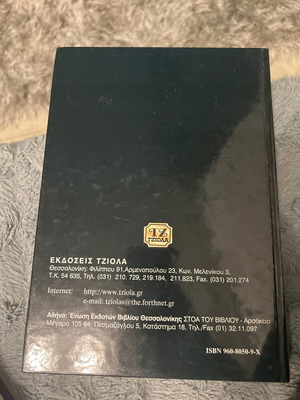 TZ
ΤΖΙΟΛΑ
ΕΚΔΟΣΕΙΣ ΤΖΙΟΛΑ
Θεσσαλονίκη: Φιλίππου 91, Αρμενοπούλου 23, Κων. Μελενίκου 3,
Τ.Κ. 54 635, Τηλ. (031) 210. 729, 219.184, 211.823, Fax (031) 201.274
Internet: http://www.tziola.gr
e-mail: tziolas@the.forthnet.gr
Αθήνα: Ένωση Εκδοτών Βιβλίου Θεσσαλονίκης ΣΤΟΑ ΤΟΥ ΒΙΒΛΙΟΥ - Αρσάκειο
Μέγαρο 105 64, Πεσμαζόγλου 5, Κατάστημα 18, Τηλ./Fax (01) 32.11.097
ISBN 960-8050-9-X